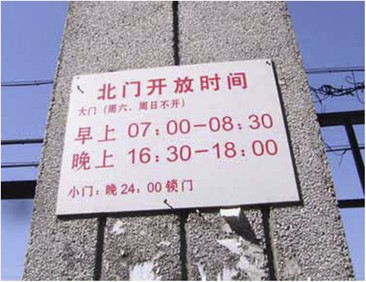 北门开放时间
大门（周六、周日不开）
早上 07:00－08:30
晚上 16:30－18:00
小门：晚24:00锁门